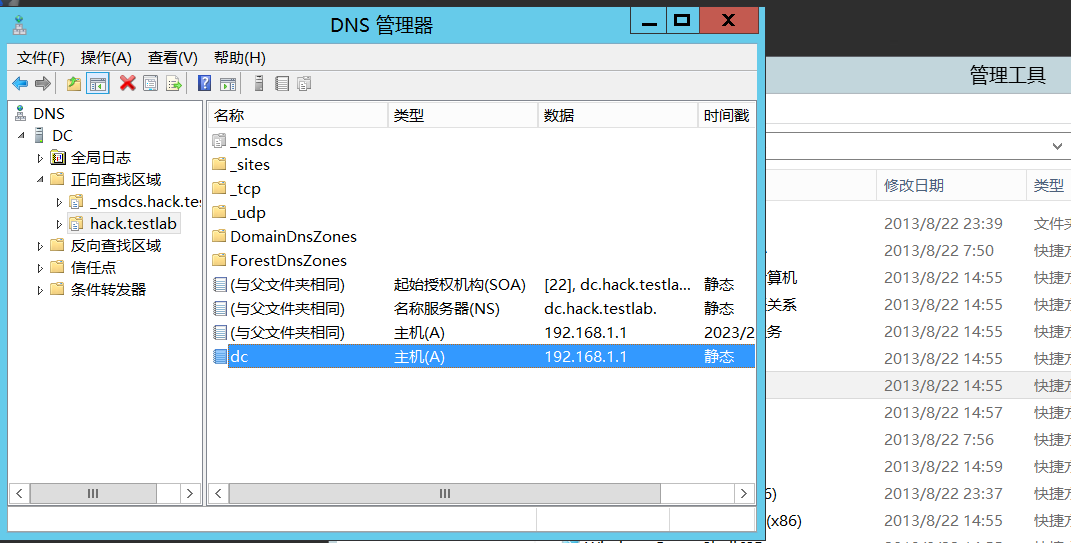 DNS 管理器
文件(F) 操作(A) 查看(V) 帮助(H)
DNS
DC
全局日志
正向查找区域
_msdcs.hack.tes
hack.testlab
反向查找区域
信任点
条件转发器
名称 类型 数据 时间戳
_msdcs
_sites
_tcp
_udp
DomainDnsZones
ForestDnsZones
(与父文件夹相同) 起始授权机构(SOA) [22], dc.hack.testla... 静态
(与父文件夹相同) 名称服务器(NS) dc.hack.testlab. 静态
(与父文件夹相同) 主机(A) 192.168.1.1 2023/2
dc 主机(A) 192.168.1.1 静态
管理工具
修改日期 类型
2013/8/22 23:39 文件夹
2013/8/22 7:50 快捷方
算机 2013/8/22 14:55 快捷方
关系 2013/8/22 14:55 快捷方
务 2013/8/22 14:55 快捷方
2013/8/22 14:55 快捷方
2013/8/22 14:55 快捷方
2013/8/22 14:57 快捷方
2013/8/22 7:56 快捷方
2013/8/22 14:59 快捷方
6) 2013/8/22 23:37 快捷方
(x86) 2013/8/22 14:55 快捷方